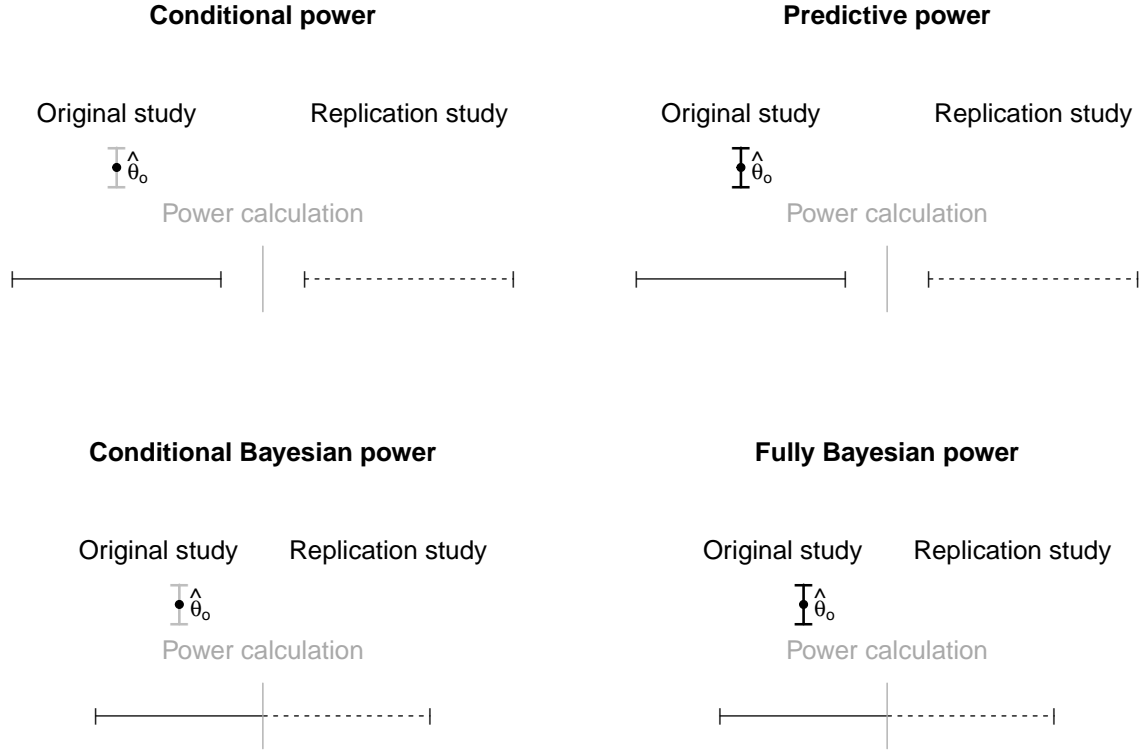 Conditional power
Original study Replication study
θ̂o
Power calculation
Predictive power
Original study Replication study
θ̂o
Power calculation
Conditional Bayesian power
Original study Replication study
θ̂o
Power calculation
Fully Bayesian power
Original study Replication study
θ̂o
Power calculation